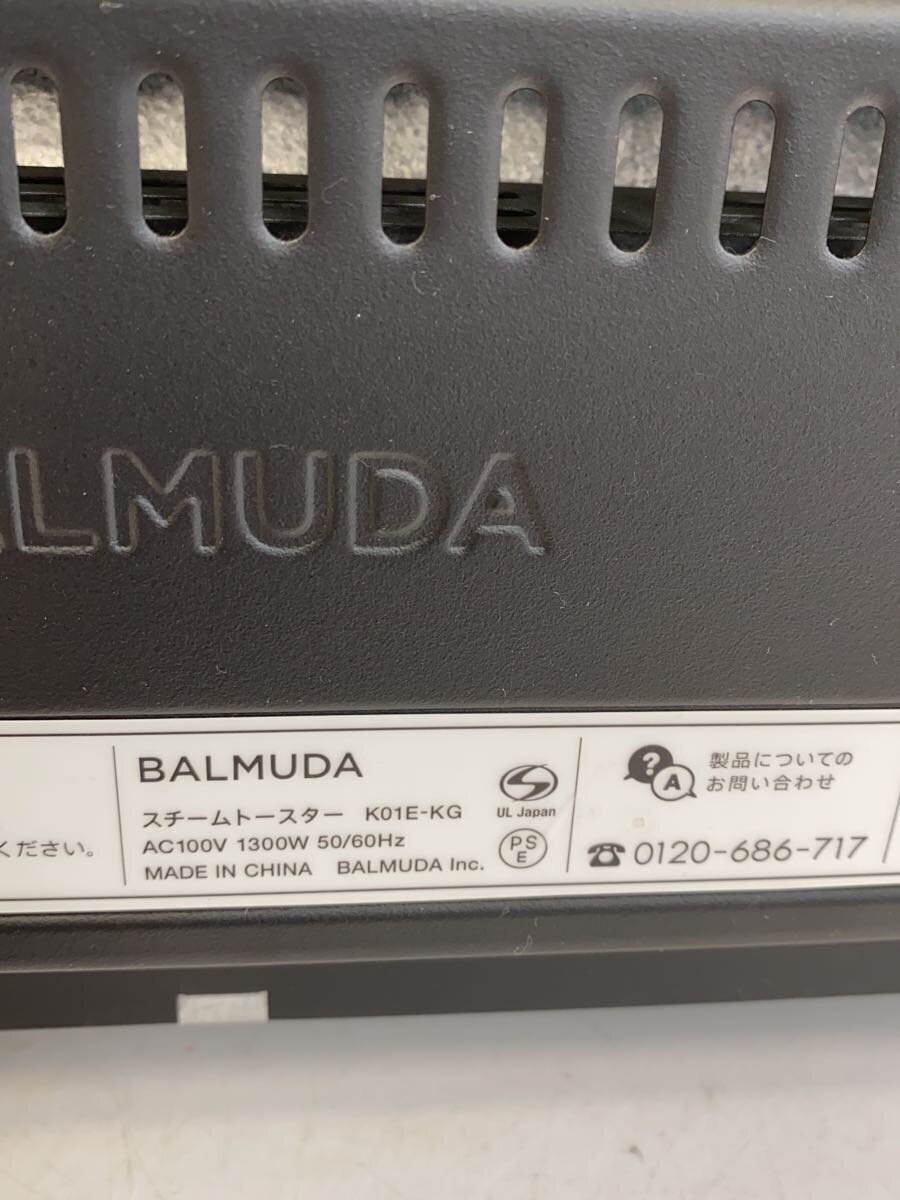 ALMUDA
ください。
BALMUDA
スチームトースター K01E-KG
AC100V 1300W 50/60Hz
MADE IN CHINA BALMUDA Inc.
S
UL Japan
PS
E
?
A
製品についての
お問い合わせ
☎ 0120-686-717